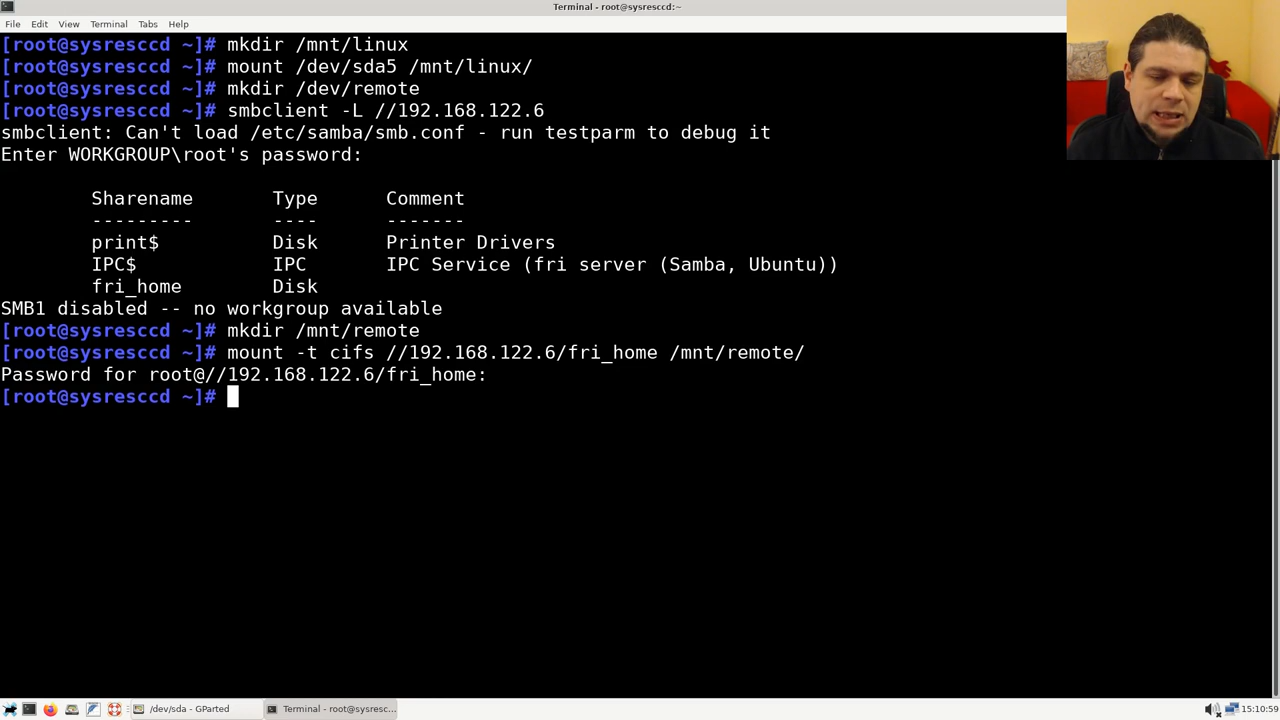 Terminal - root@sysresccd:~
File Edit View Terminal Tabs Help
[root@sysresccd ~]# mkdir /mnt/linux
[root@sysresccd ~]# mount /dev/sda5 /mnt/linux/
[root@sysresccd ~]# mkdir /dev/remote
[root@sysresccd ~]# smbclient -L //192.168.122.6
smbclient: Can't load /etc/samba/smb.conf - run testparm to debug it
Enter WORKGROUP\root's password:
Sharename Type Comment
--------- ---- -------
print$ Disk Printer Drivers
IPC$ IPC IPC Service (fri server (Samba, Ubuntu))
fri_home Disk
SMB1 disabled -- no workgroup available
[root@sysresccd ~]# mkdir /mnt/remote
[root@sysresccd ~]# mount -t cifs //192.168.122.6/fri_home /mnt/remote/
Password for root@//192.168.122.6/fri_home:
[root@sysresccd ~]#
/dev/sda - GParted Terminal - root@sysresc... 15:10:59